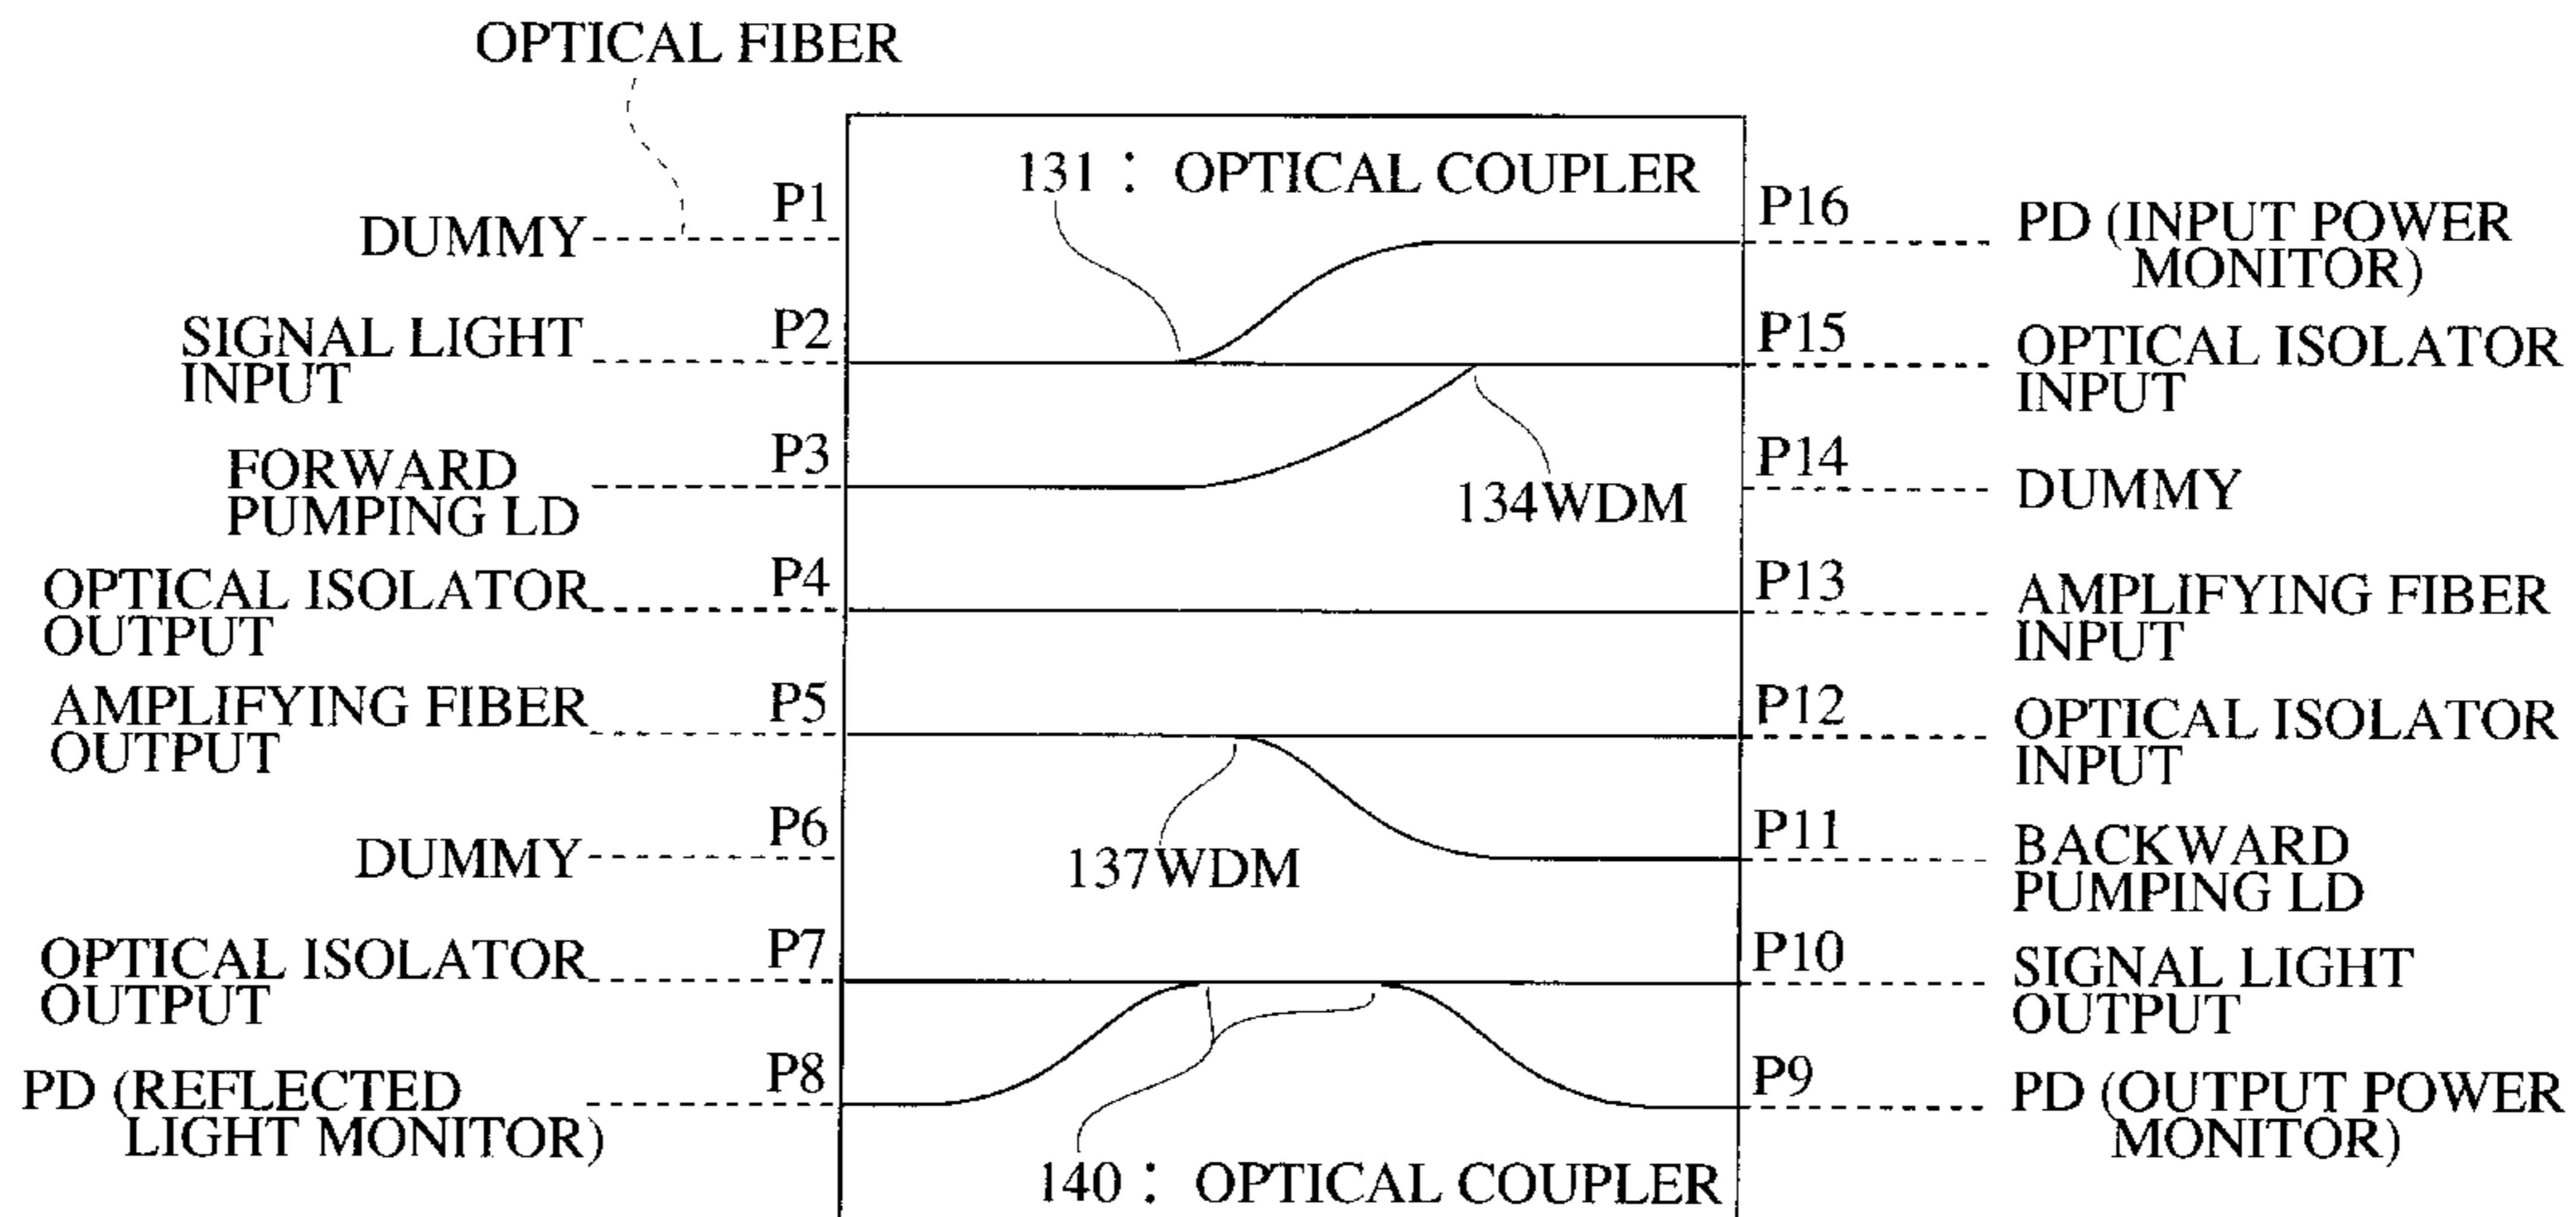 OPTICAL FIBER
131 : OPTICAL COUPLER
P1
DUMMY
P16
PD (INPUT POWER
MONITOR)
P2
SIGNAL LIGHT
INPUT
P15
OPTICAL ISOLATOR
INPUT
P3
FORWARD
PUMPING LD
134WDM
P14
DUMMY
P4
OPTICAL ISOLATOR
OUTPUT
P13
AMPLIFYING FIBER
INPUT
P5
AMPLIFYING FIBER
OUTPUT
P12
OPTICAL ISOLATOR
INPUT
P6
DUMMY
137WDM
P11
BACKWARD
PUMPING LD
P7
OPTICAL ISOLATOR
OUTPUT
P10
SIGNAL LIGHT
OUTPUT
P8
PD (REFLECTED
LIGHT MONITOR)
P9
PD (OUTPUT POWER
MONITOR)
140 : OPTICAL COUPLER